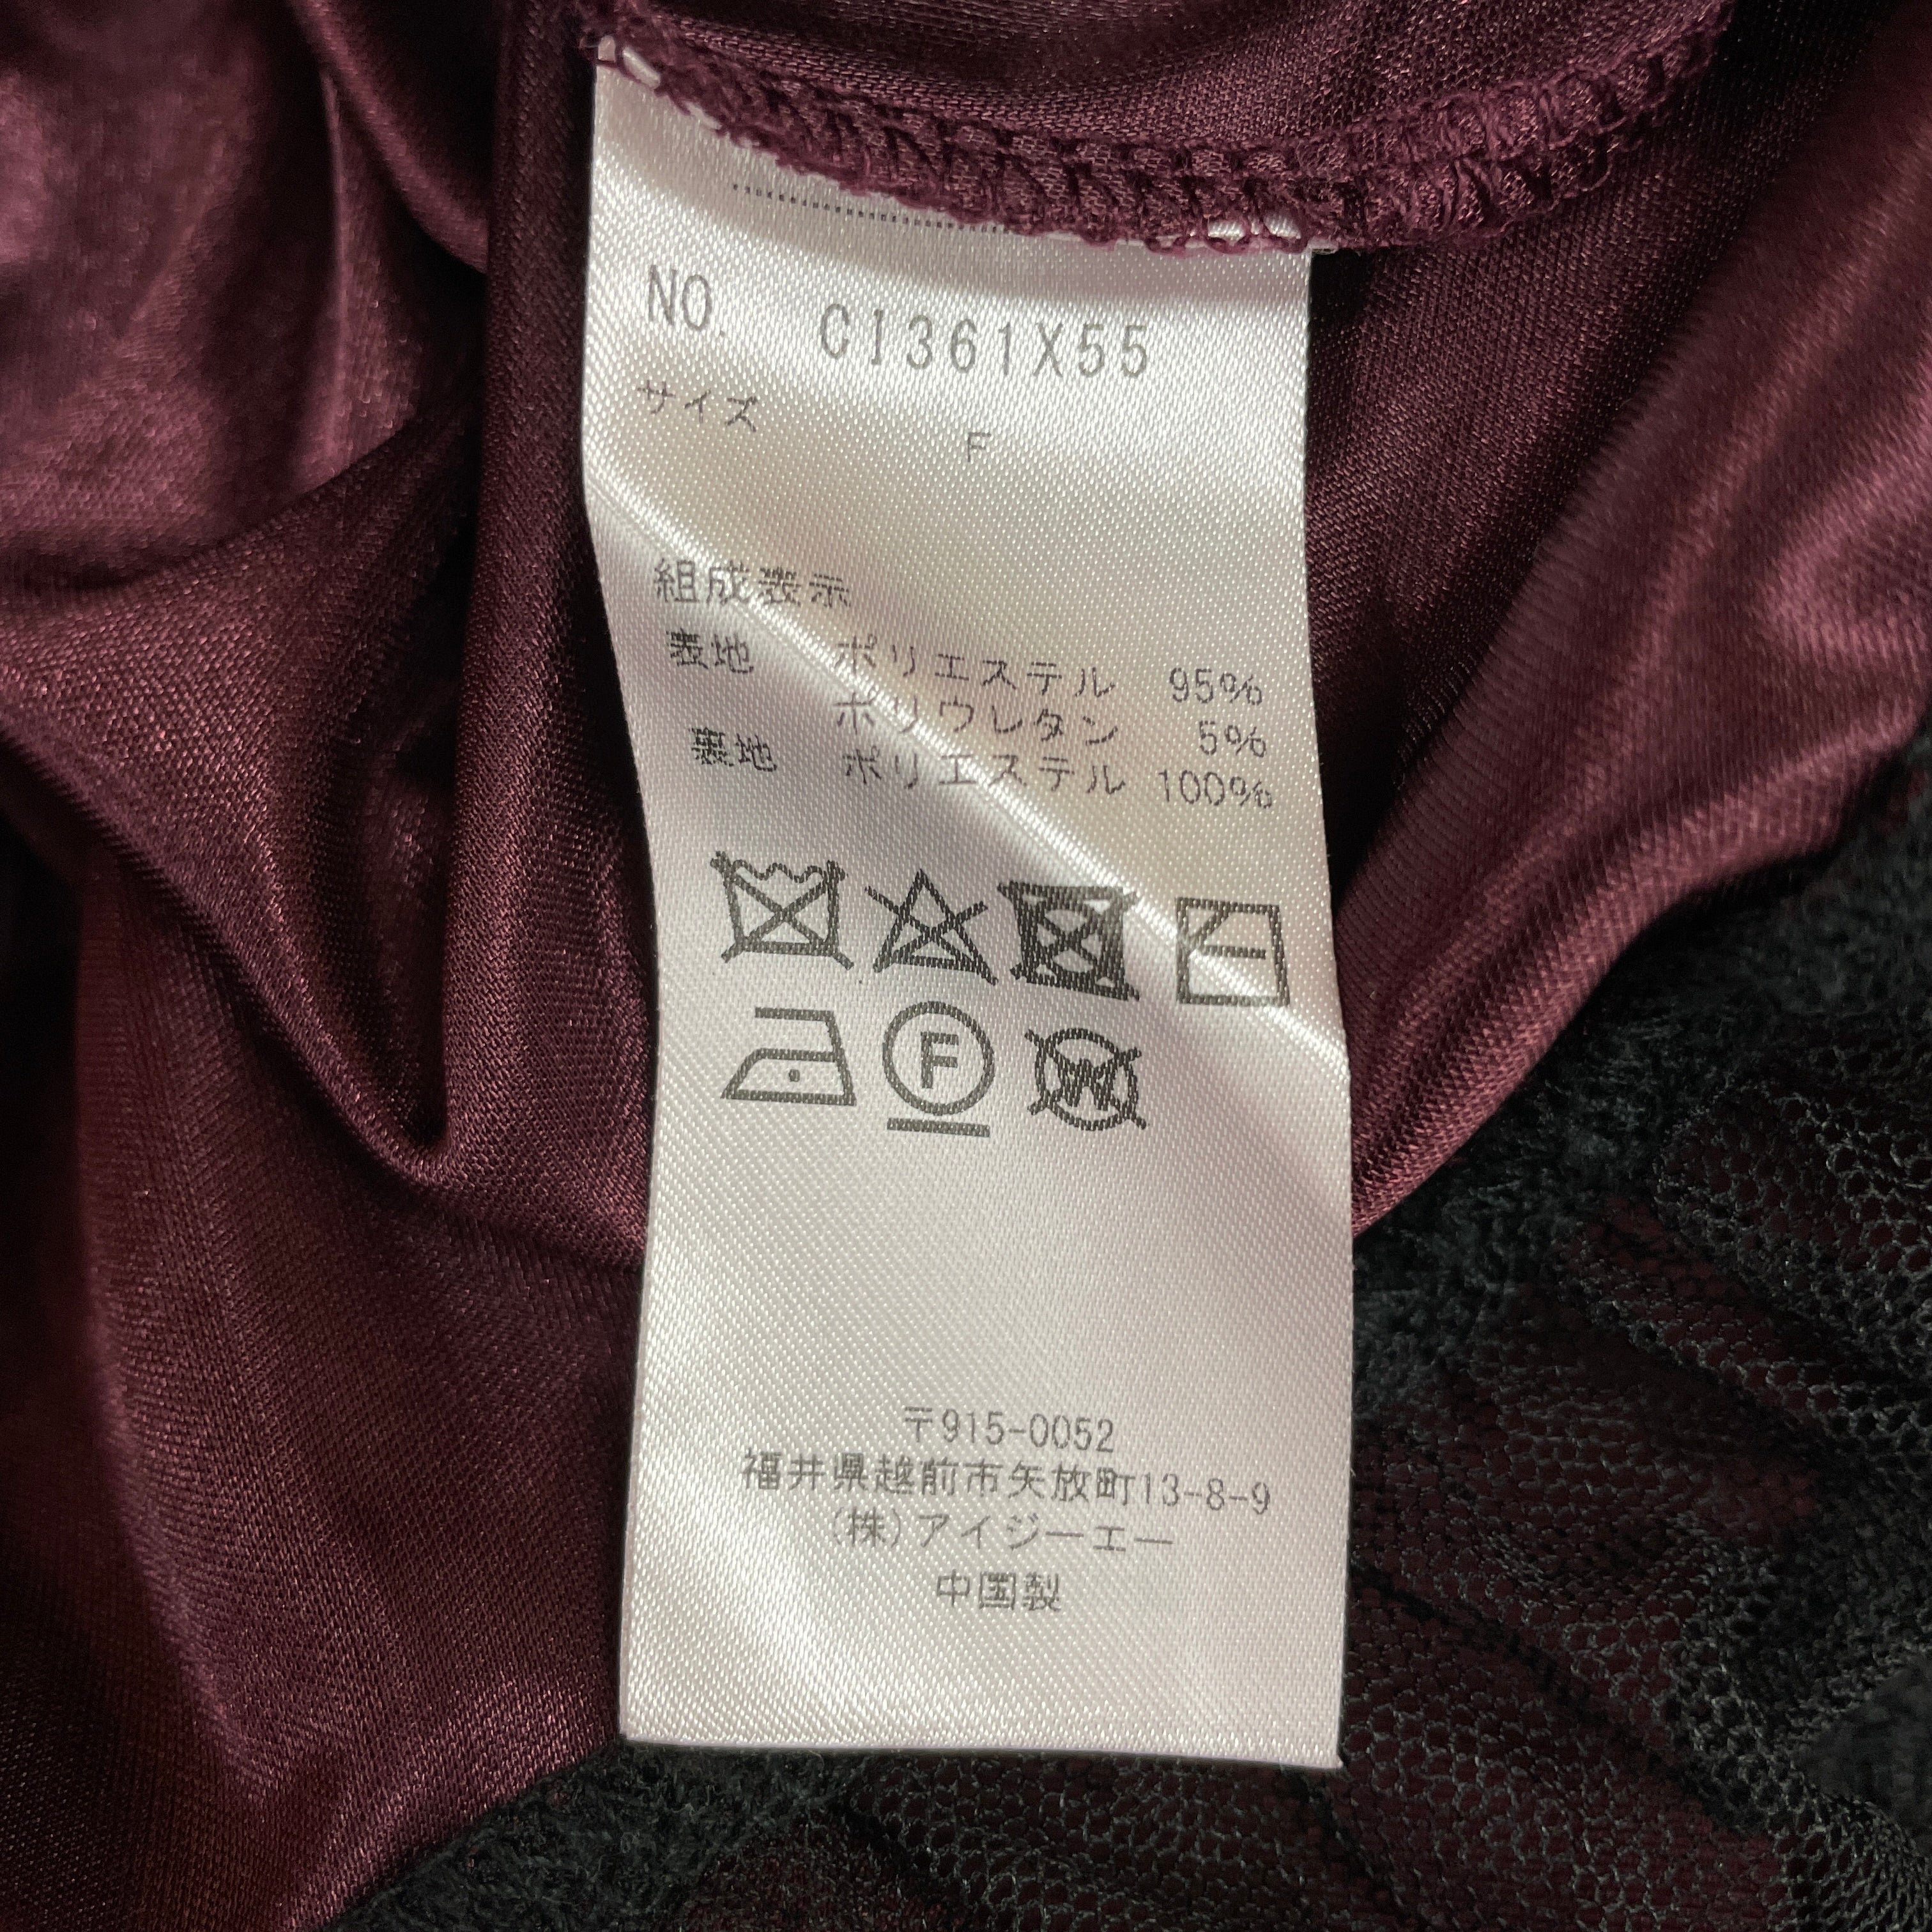 NO. CI361X55
サイズ F
組成表示
表地 ポリエステル 95%
ポリウレタン 5%
裏地 ポリエステル 100%
F
W
〒915-0052
福井県越前市矢放町13-8-9
(株)アイジーエー
中国製